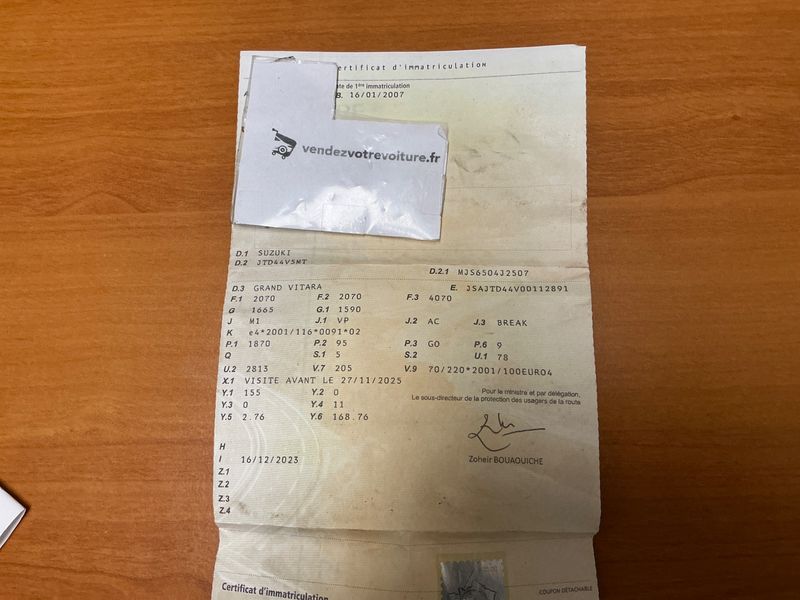 ertificat d'immatriculation
te de 1ère immatriculation
B. 16/01/2007
vendezvotrevoiture.fr
D.1 SUZUKI
D.2 JTD44V5MT
D.2.1 MJS6504J2507
D.3 GRAND VITARA E. JSAJTD44V00112891
F.1 2070 F.2 2070 F.3 4070
G 1665 G.1 1590
J M1 J.1 VP J.2 AC J.3 BREAK
K e4*2001/116*0091*02
P.1 1870 P.2 95 P.3 GO P.6 9
Q S.1 5 S.2 U.1 78
U.2 2813 V.7 205 V.9 70/220*2001/100EURO4
X.1 VISITE AVANT LE 27/11/2025
Y.1 155 Y.2 0
Y.3 0 Y.4 11
Y.5 2.76 Y.6 168.76
Pour le ministre et par délégation,
Le sous-directeur de la protection des usagers de la route
Zoheir BOUAOUICHE
H
I 16/12/2023
Z.1
Z.2
Z.3
Z.4
Certificat d'immatriculation
COUPON DÉTACHABLE